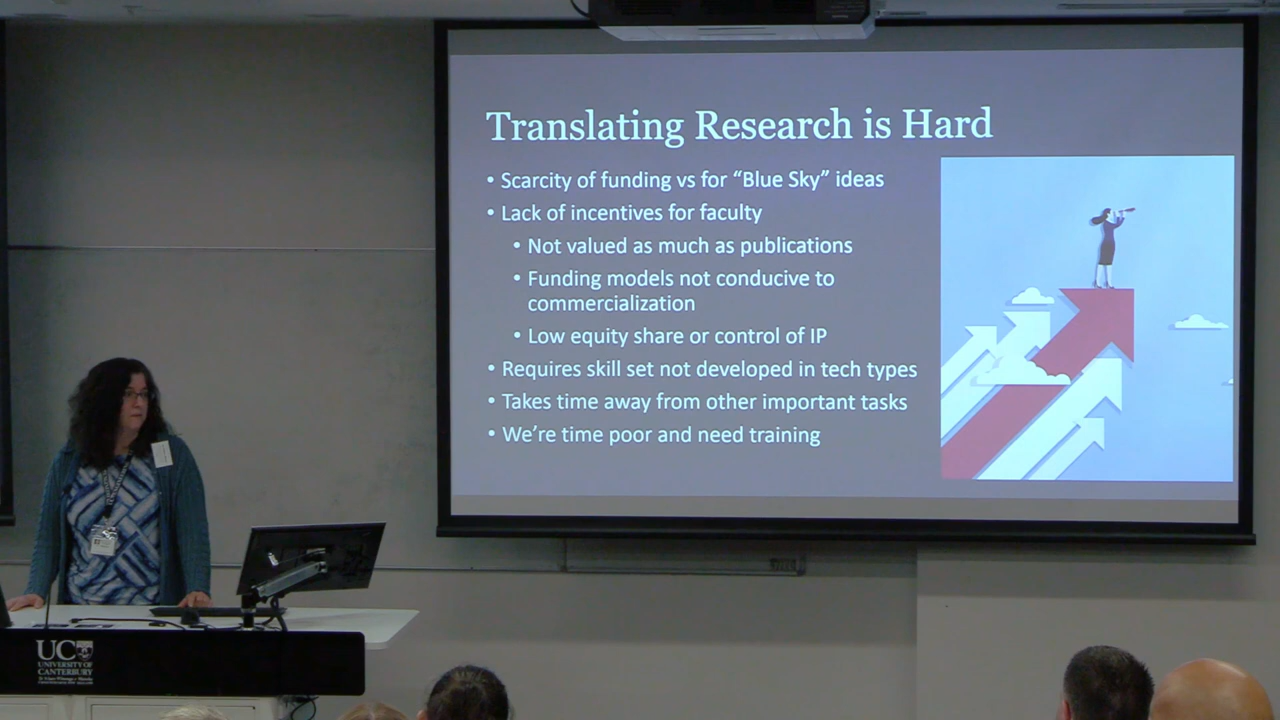 Translating Research is Hard
• Scarcity of funding vs for “Blue Sky” ideas
• Lack of incentives for faculty
• Not valued as much as publications
• Funding models not conducive to
commercialization
• Low equity share or control of IP
• Requires skill set not developed in tech types
• Takes time away from other important tasks
• We’re time poor and need training
UC
UNIVERSITY OF
CANTERBURY